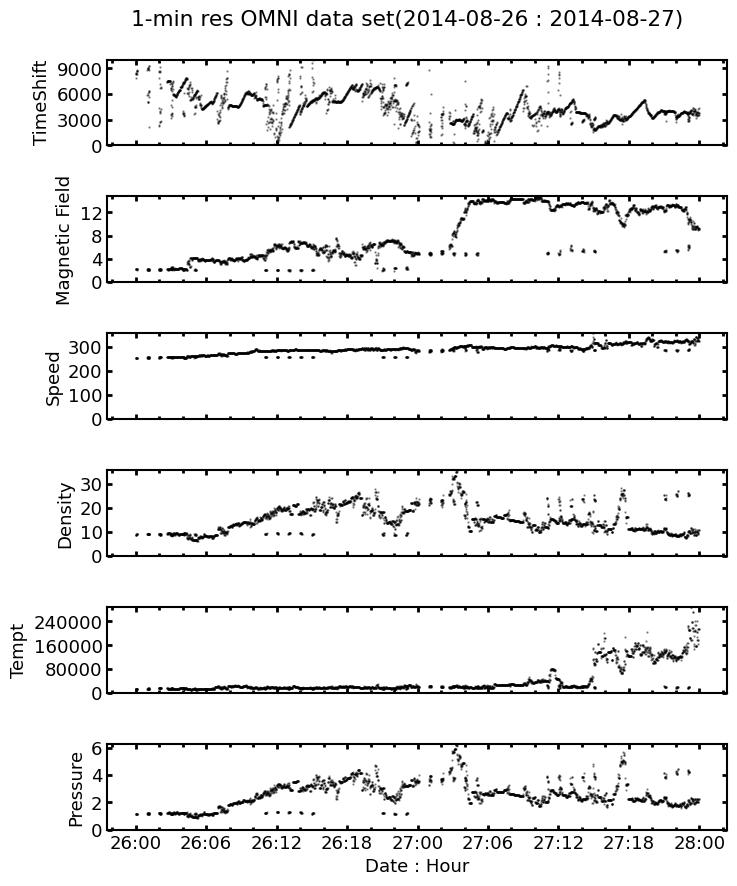 1-min res OMNI data set(2014-08-26 : 2014-08-27)
TimeShift
9000
6000
3000
0
Magnetic Field
12
8
4
0
Speed
300
200
100
0
Density
30
20
10
0
Tempt
240000
160000
80000
0
Pressure
6
4
2
0
26:00 26:06 26:12 26:18 27:00 27:06 27:12 27:18 28:00
Date : Hour